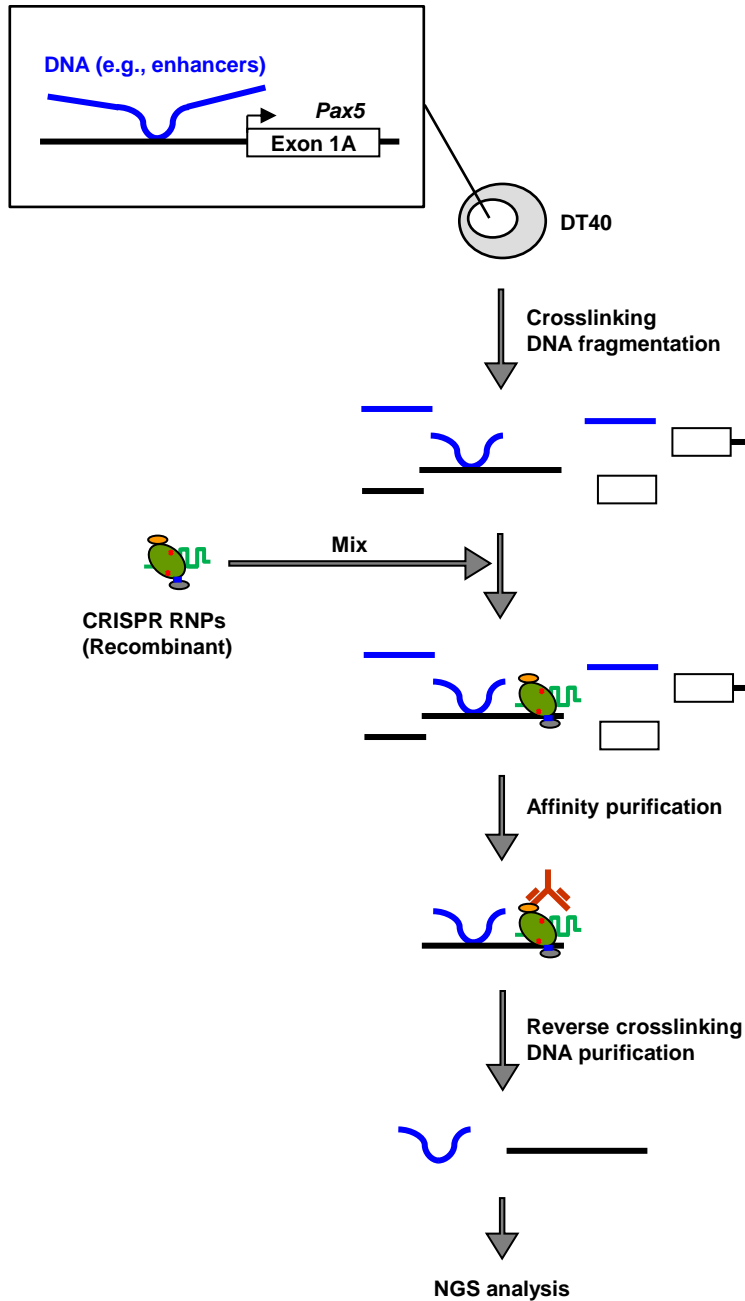 DNA (e.g., enhancers)
Pax5
Exon 1A
DT40
Crosslinking
DNA fragmentation
Mix
CRISPR RNPs
(Recombinant)
Affinity purification
Reverse crosslinking
DNA purification
NGS analysis